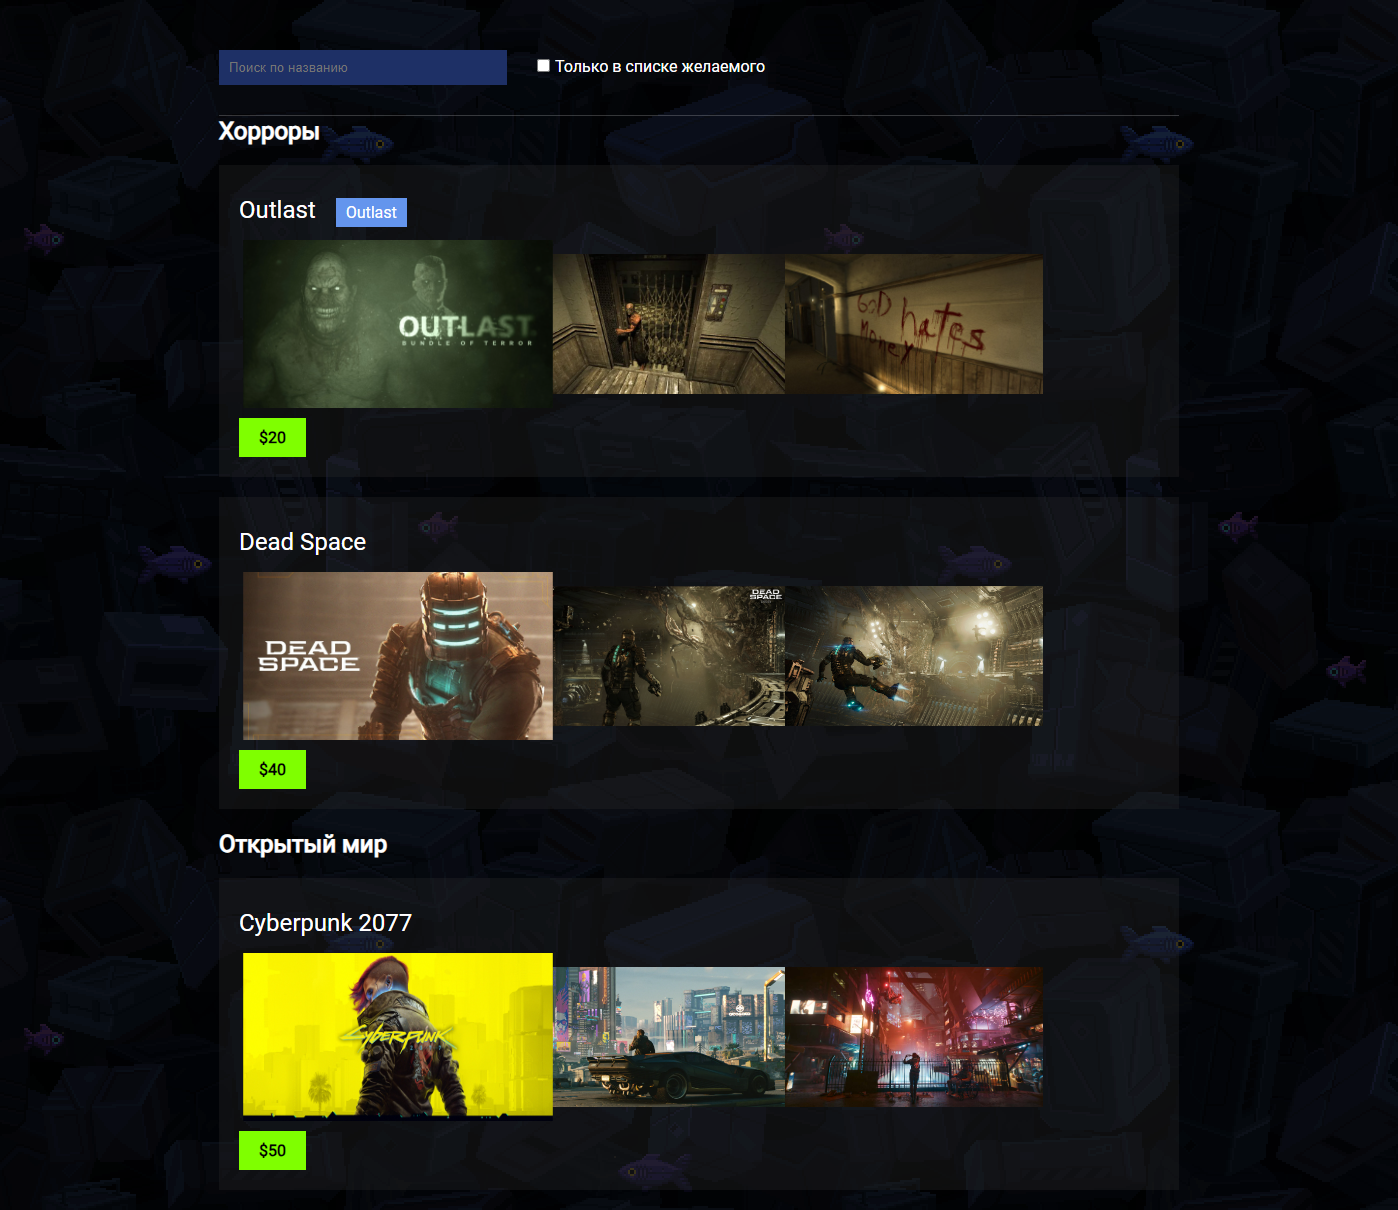 Поиск по названию
Только в списке желаемого
Хорроры
Outlast
Outlast
OUTLAST
BUNDLE OF TERROR
GOD hates
Money
$20
Dead Space
DEAD
SPACE
DEAD
SPACE
$40
Открытый мир
Cyberpunk 2077
Cyberpunk
$50